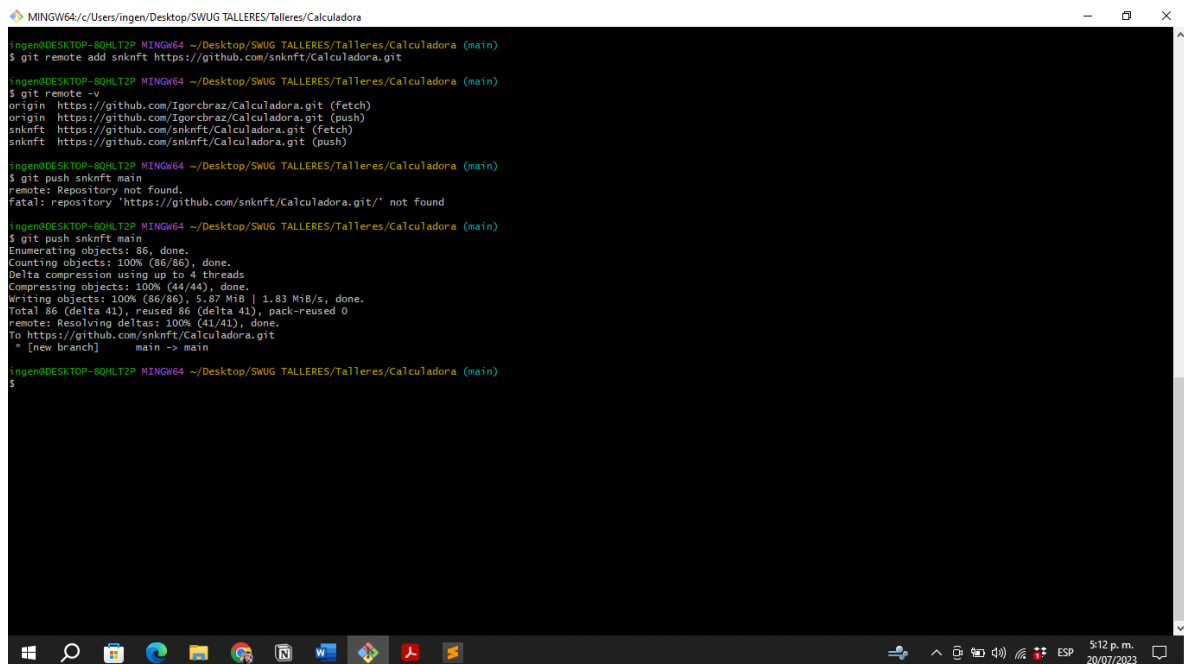 MINGW64:/c/Users/ingen/Desktop/SWUG TALLERES/Talleres/Calculadora
ingen@DESKTOP-8QHLT2P MINGW64 ~/Desktop/SWUG TALLERES/Talleres/Calculadora (main)
$ git remote add snknft https://github.com/snknft/Calculadora.git
ingen@DESKTOP-8QHLT2P MINGW64 ~/Desktop/SWUG TALLERES/Talleres/Calculadora (main)
$ git remote -v
origin  https://github.com/Igorcbraz/Calculadora.git (fetch)
origin  https://github.com/Igorcbraz/Calculadora.git (push)
snknft  https://github.com/snknft/Calculadora.git (fetch)
snknft  https://github.com/snknft/Calculadora.git (push)
ingen@DESKTOP-8QHLT2P MINGW64 ~/Desktop/SWUG TALLERES/Talleres/Calculadora (main)
$ git push snknft main
remote: Repository not found.
fatal: repository 'https://github.com/snknft/Calculadora.git/' not found
ingen@DESKTOP-8QHLT2P MINGW64 ~/Desktop/SWUG TALLERES/Talleres/Calculadora (main)
$ git push snknft main
Enumerating objects: 86, done.
Counting objects: 100% (86/86), done.
Delta compression using up to 4 threads
Compressing objects: 100% (44/44), done.
Writing objects: 100% (86/86), 5.87 MiB | 1.83 MiB/s, done.
Total 86 (delta 41), reused 86 (delta 41), pack-reused 0
remote: Resolving deltas: 100% (41/41), done.
To https://github.com/snknft/Calculadora.git
 * [new branch]      main -> main
ingen@DESKTOP-8QHLT2P MINGW64 ~/Desktop/SWUG TALLERES/Talleres/Calculadora (main)
$
ESP
5:12 p. m.
20/07/2023